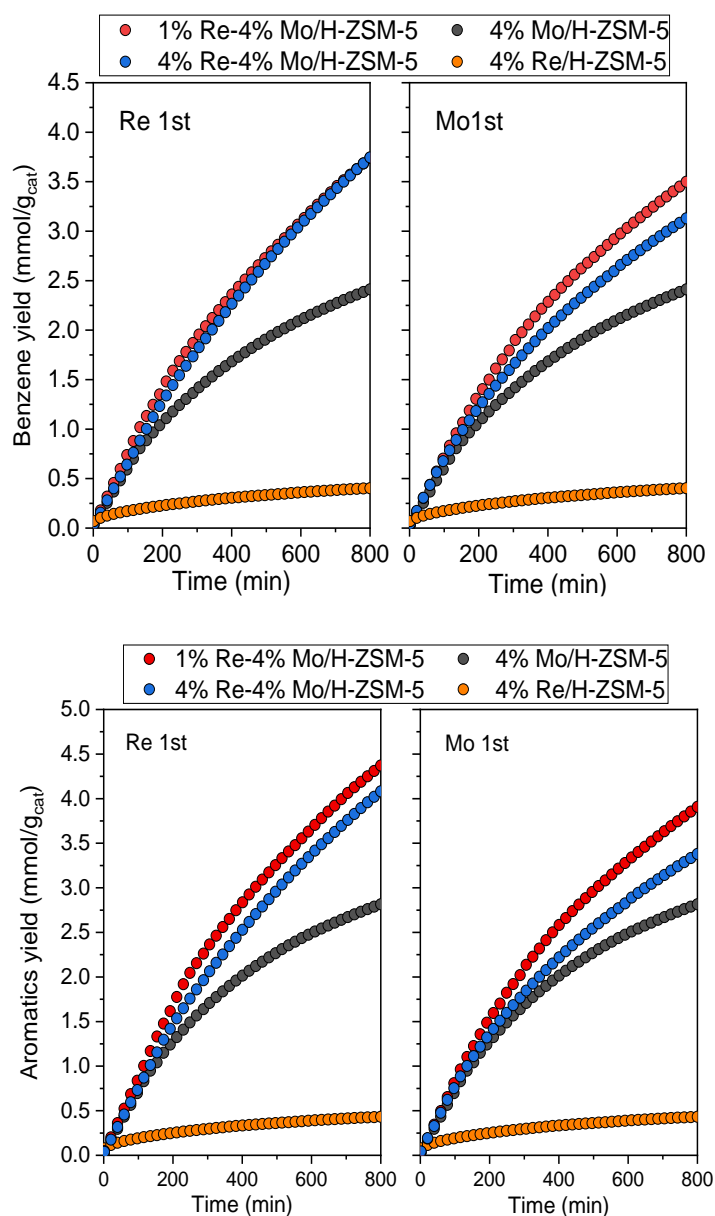 1% Re-4% Mo/H-ZSM-5 4% Mo/H-ZSM-5
4% Re-4% Mo/H-ZSM-5 4% Re/H-ZSM-5
Benzene yield (mmol/gcat)
4.5
4.0
3.5
3.0
2.5
2.0
1.5
1.0
0.5
0.0
Re 1st
0 200 400 600 800
Time (min)
Mo1st
0 200 400 600 800
Time (min)
1% Re-4% Mo/H-ZSM-5 4% Mo/H-ZSM-5
4% Re-4% Mo/H-ZSM-5 4% Re/H-ZSM-5
Aromatics yield (mmol/gcat)
5.0
4.5
4.0
3.5
3.0
2.5
2.0
1.5
1.0
0.5
0.0
Re 1st
0 200 400 600 800
Time (min)
Mo 1st
0 200 400 600 800
Time (min)